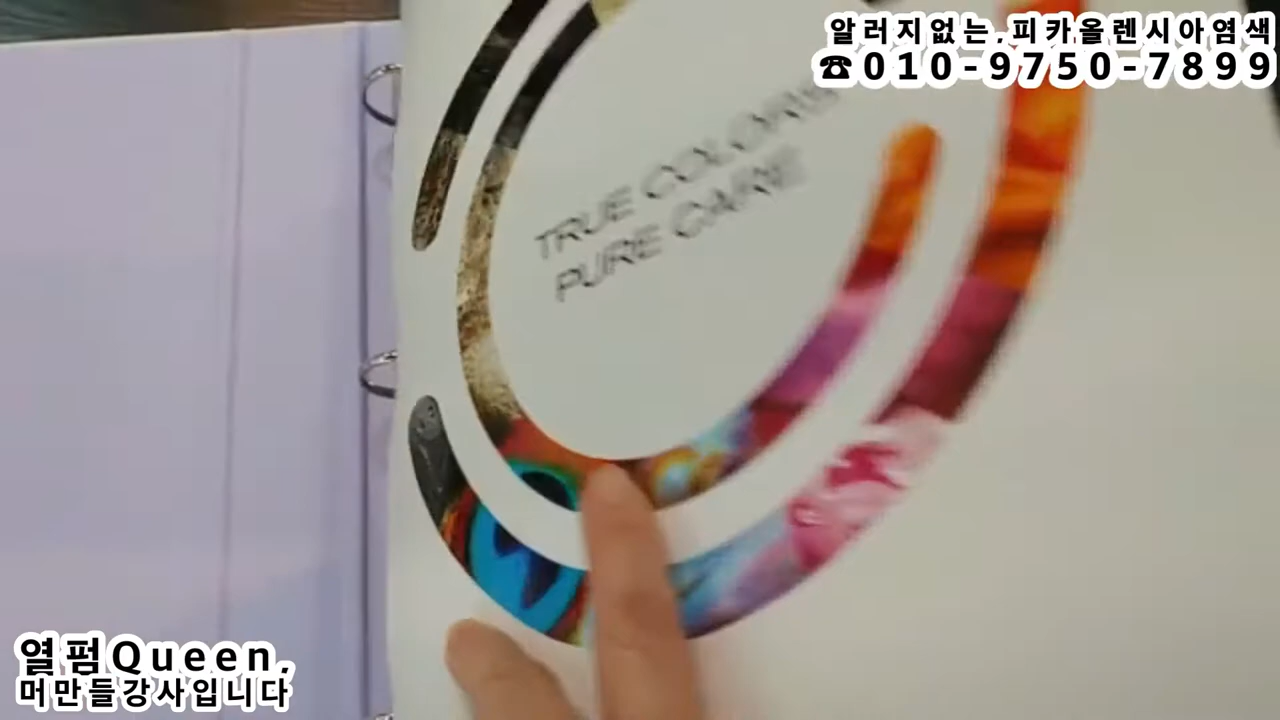 알러지없는,피카올렌시아염색
☎010-9750-7899
TRUE COLORS
PURE CARE
열펌Queen,
머만들강사입니다